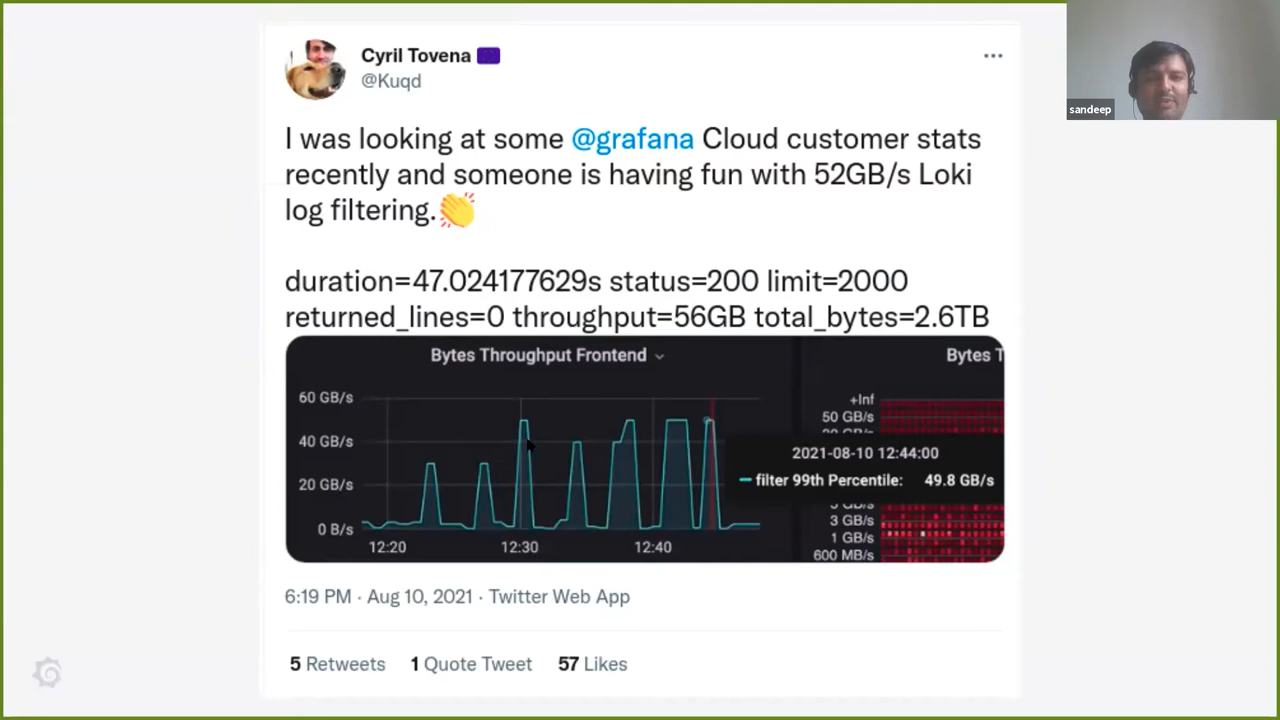 Cyril Tovena
@Kuqd
sandeep
I was looking at some @grafana Cloud customer stats
recently and someone is having fun with 52GB/s Loki
log filtering.👏
duration=47.024177629s status=200 limit=2000
returned_lines=0 throughput=56GB total_bytes=2.6TB
Bytes Throughput Frontend
60 GB/s
40 GB/s
20 GB/s
0 B/s
12:20 12:30 12:40
Bytes T
+Inf
50 GB/s
2021-08-10 12:44:00
filter 99th Percentile: 49.8 GB/s
3 GB/s
1 GB/s
600 MB/s
6:19 PM · Aug 10, 2021 · Twitter Web App
5 Retweets 1 Quote Tweet 57 Likes